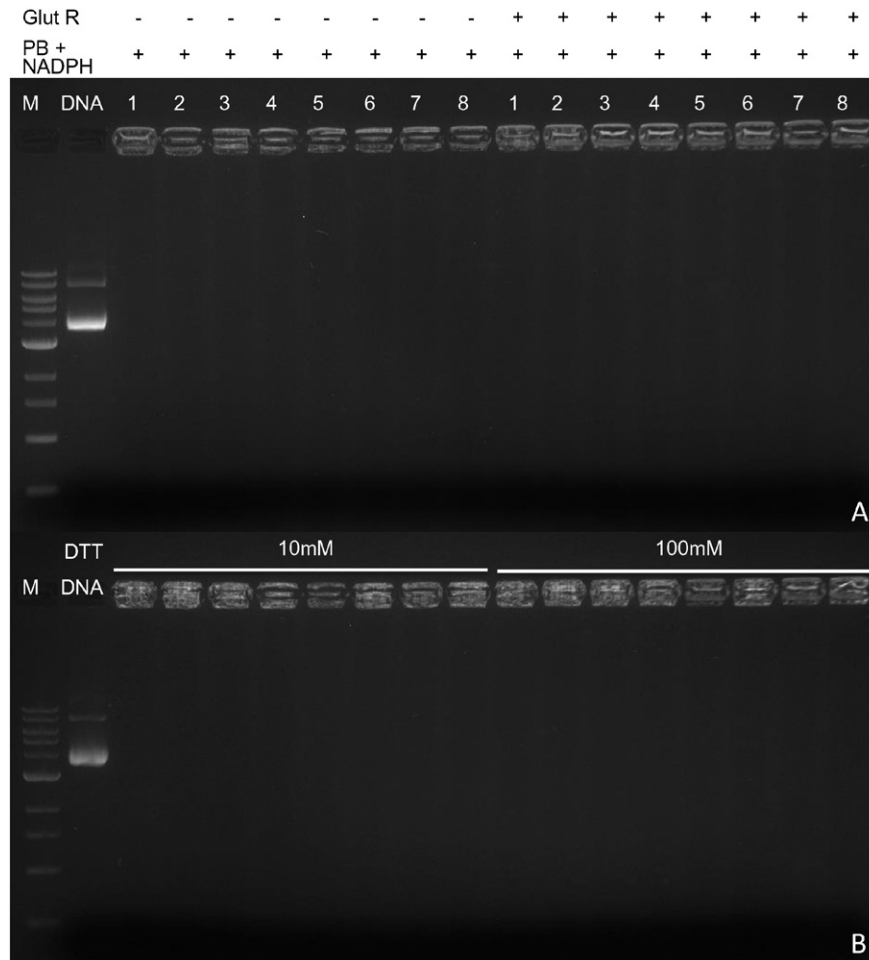 Glut R - - - - - - - - + + + + + + + +
PB +
NADPH + + + + + + + + + + + + + + + +
M DNA 1 2 3 4 5 6 7 8 1 2 3 4 5 6 7 8
A
DTT 10mM 100mM
M DNA
B